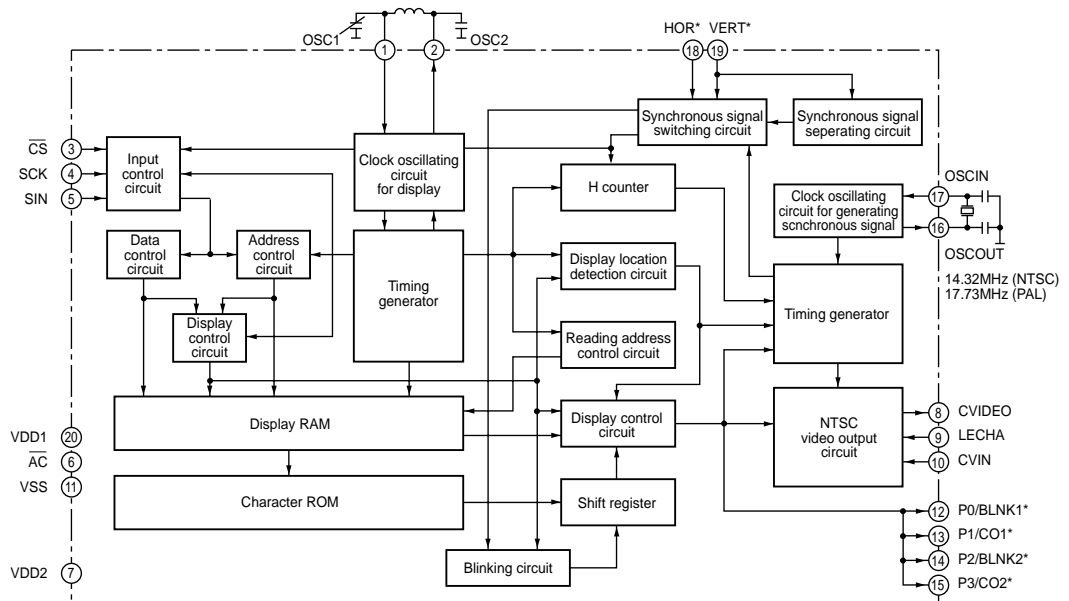 OSC1
1
2
OSC2
HOR* VERT*
18
19
CS
3
SCK
4
SIN
5
Input
control
circuit
Clock oscillating
circuit
for display
Synchronous signal
switching circuit
Synchronous signal
seperating circuit
H counter
Clock oscillating
circuit for generating
scnchronous signal
OSCIN
17
16
OSCOUT
14.32MHz (NTSC)
17.73MHz (PAL)
Data
control
circuit
Address
control
circuit
Timing
generator
Display location
detection circuit
Timing generator
Display
control
circuit
Reading address
control circuit
Display RAM
Display control
circuit
NTSC
video output
circuit
8
CVIDEO
9
LECHA
10
CVIN
VDD1
20
AC
6
VSS
11
Character ROM
Shift register
12
P0/BLNK1*
13
P1/CO1*
14
P2/BLNK2*
15
P3/CO2*
VDD2
7
Blinking circuit